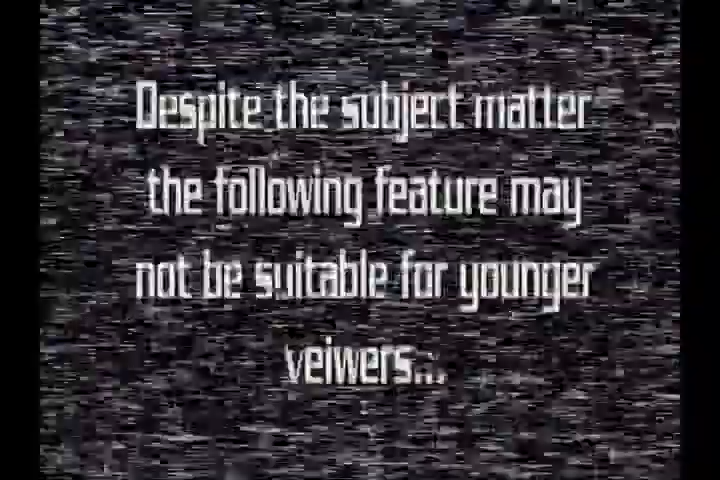 Despite the subject matter
the following feature may
not be suitable for younger
veiwers...